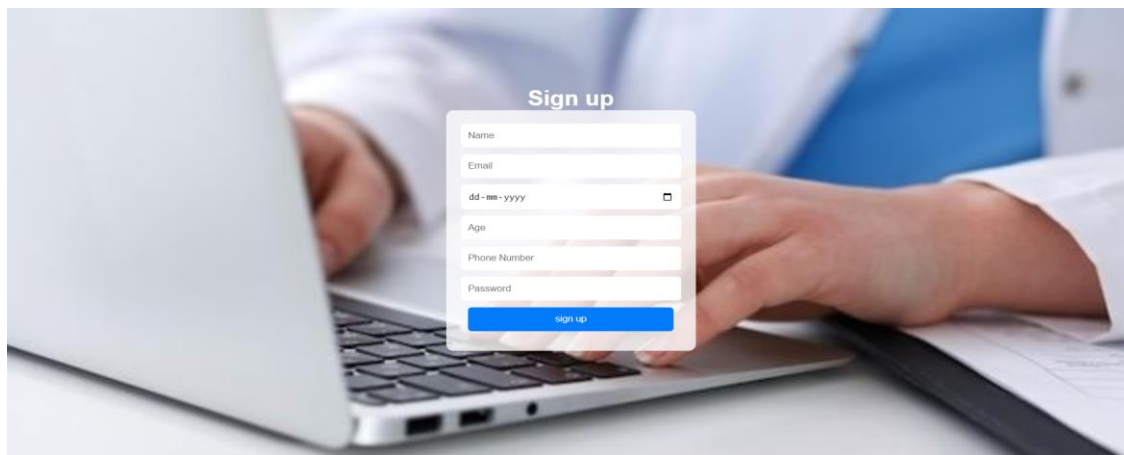 Sign up
Name
Email
dd-mm-yyyy
Age
Phone Number
Password
sign up